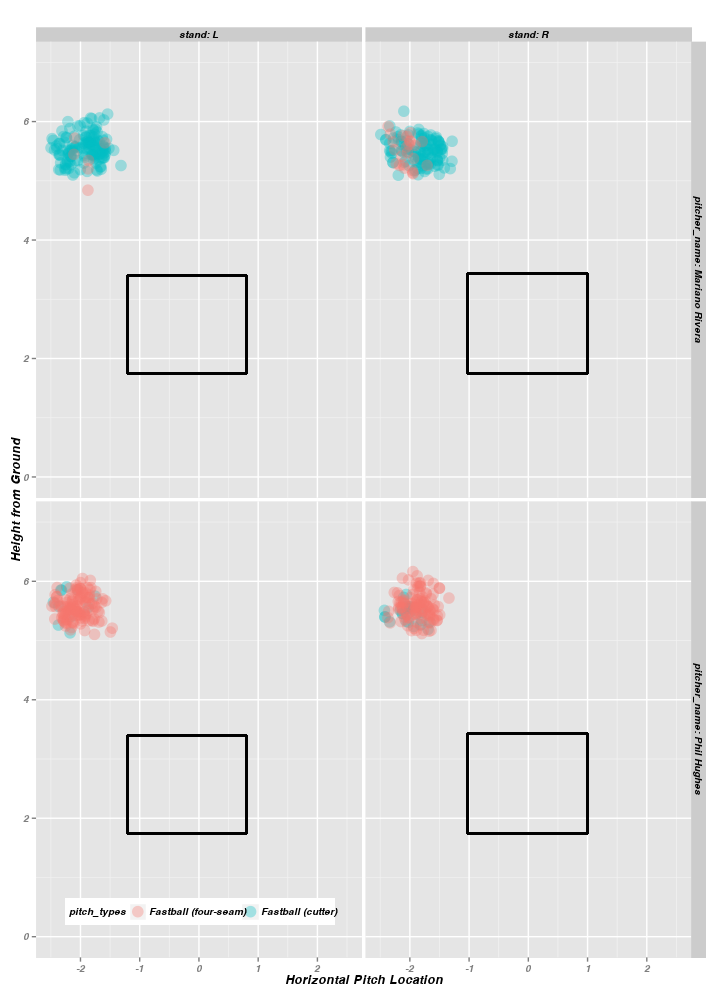 stand: L
stand: R
6
4
2
0
pitcher_name: Mariano Rivera
Height from Ground
6
4
2
0
pitcher_name: Phil Hughes
pitch_types Fastball (four-seam) Fastball (cutter)
-2 -1 0 1 2
-2 -1 0 1 2
Horizontal Pitch Location